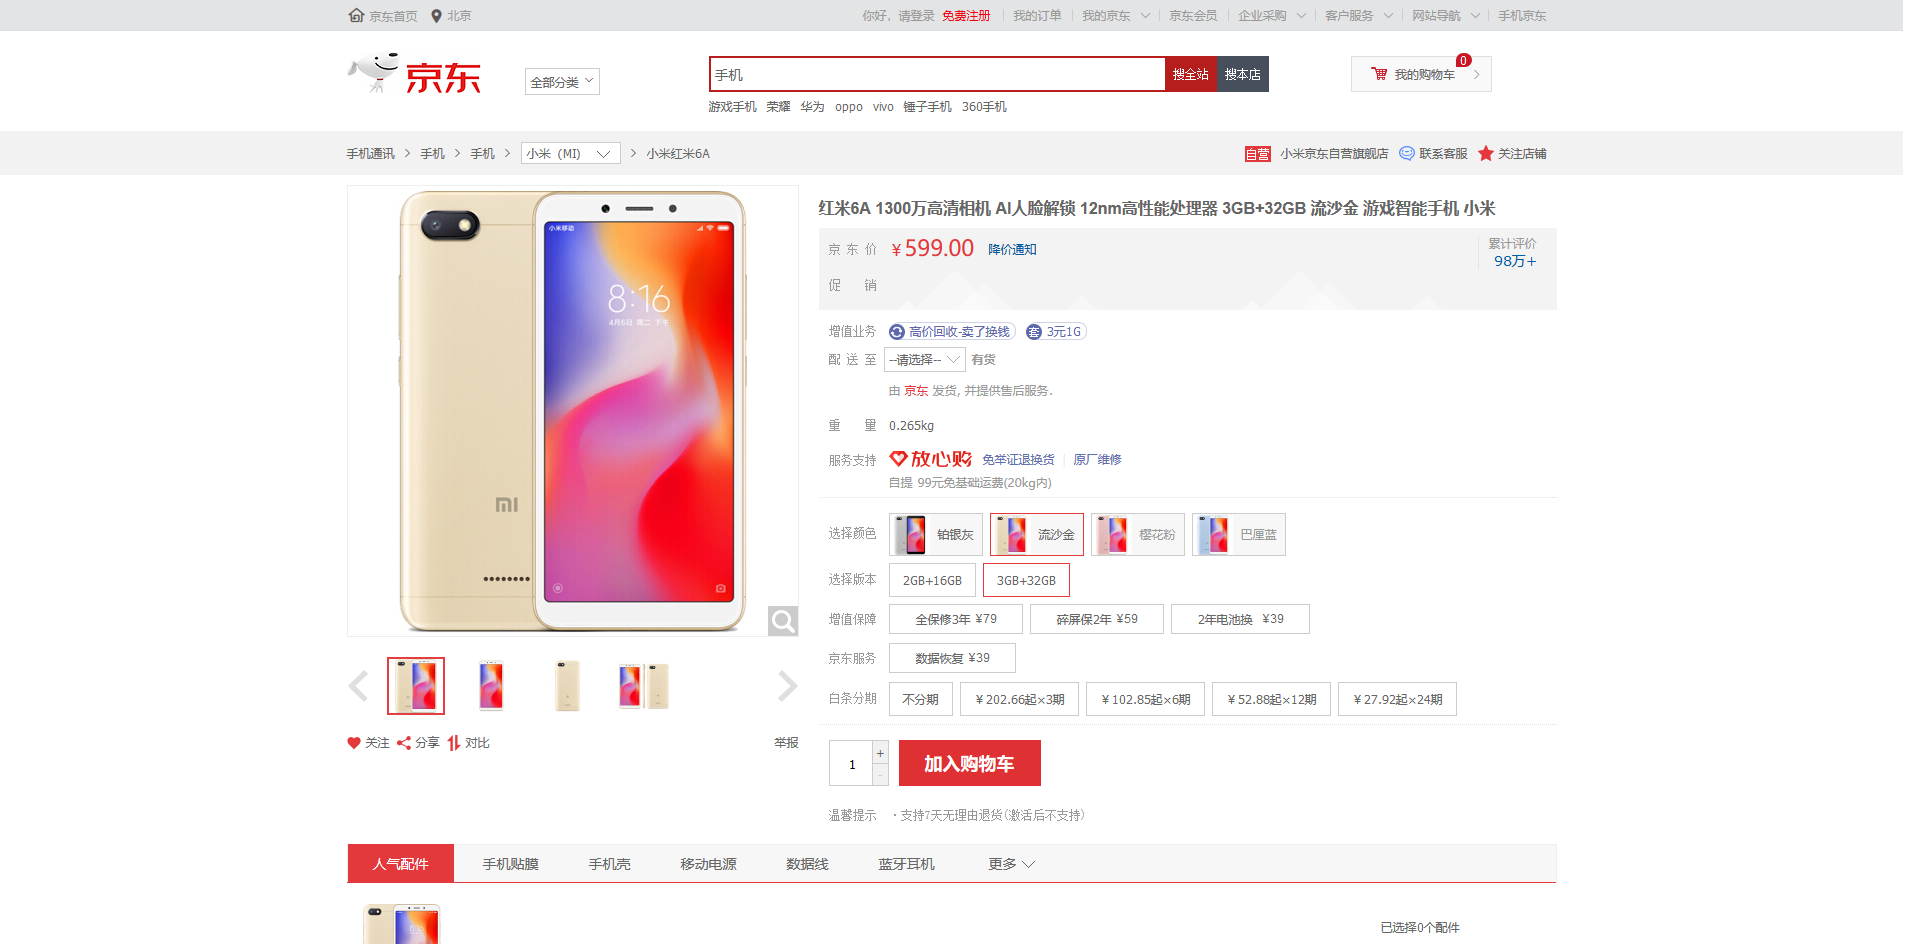 京东首页 北京 你好，请登录 免费注册 我的订单 我的京东 京东会员 企业采购 客户服务 网站导航 手机京东
京东 全部分类 手机 搜全站 搜本店 我的购物车 0
游戏手机 荣耀 华为 oppo vivo 锤子手机 360手机
手机通讯 > 手机 > 手机 > 小米（MI） > 小米红米6A 自营 小米京东自营旗舰店 联系客服 关注店铺
小米移动
8:16
4月6日 周二 下午
MI
关注 分享 对比 举报
红米6A 1300万高清相机 AI人脸解锁 12nm高性能处理器 3GB+32GB 流沙金 游戏智能手机 小米
京东价 ￥599.00 降价通知 累计评价
98万+
促销
增值业务 高价回收-卖了换钱 套 3元1G
配送至 --请选择-- 有货
由 京东 发货, 并提供售后服务.
重量 0.265kg
服务支持 放心购 免举证退换货 原厂维修
自提 99元免基础运费(20kg内)
选择颜色 铂银灰 流沙金 樱花粉 巴厘蓝
选择版本 2GB+16GB 3GB+32GB
增值保障 全保修3年 ¥79 碎屏保2年 ¥59 2年电池换 ¥39
京东服务 数据恢复 ¥39
白条分期 不分期 ￥202.66起×3期 ￥102.85起×6期 ￥52.88起×12期 ￥27.92起×24期
1 + - 加入购物车
温馨提示 ·支持7天无理由退货(激活后不支持)
人气配件 手机贴膜 手机壳 移动电源 数据线 蓝牙耳机 更多
已选择0个配件